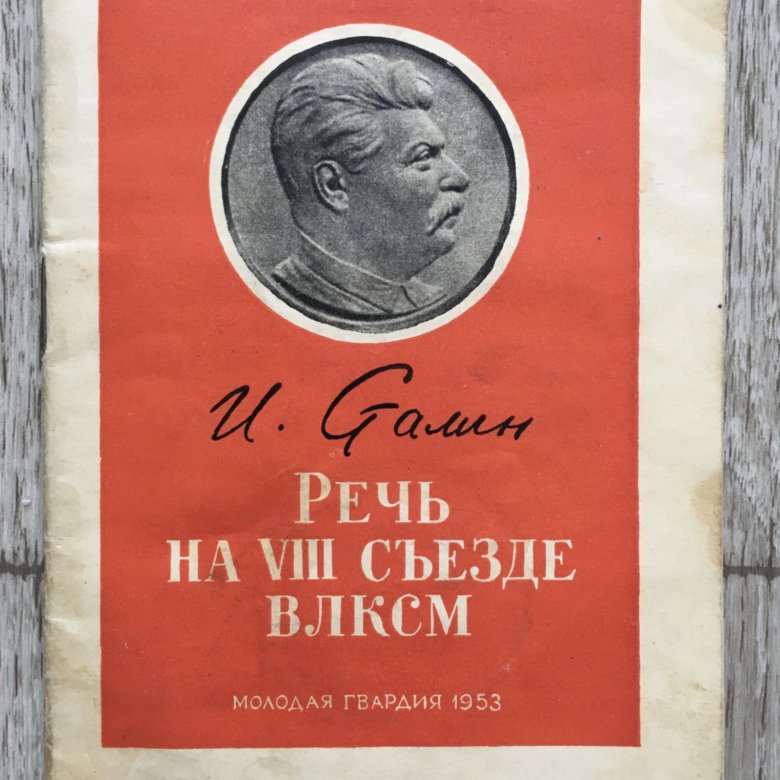 И. Сталин
РЕЧЬ
НА VIII СЪЕЗДЕ
ВЛКСМ
МОЛОДАЯ ГВАРДИЯ 1953